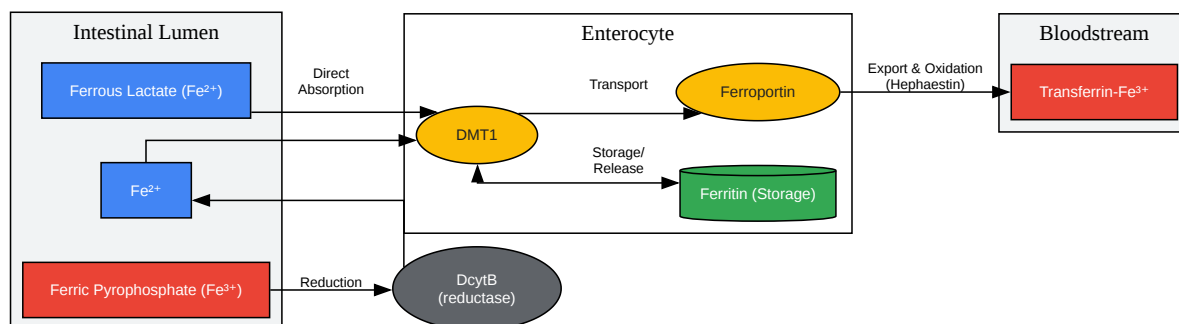 Intestinal Lumen
Enterocyte
Bloodstream
Ferrous Lactate (Fe²⁺)
Direct
Absorption
DMT1
Transport
Ferroportin
Export & Oxidation
(Hephaestin)
Transferrin-Fe³⁺
Fe²⁺
Storage/
Release
Ferritin (Storage)
Ferric Pyrophosphate (Fe³⁺)
Reduction
DcytB
(reductase)